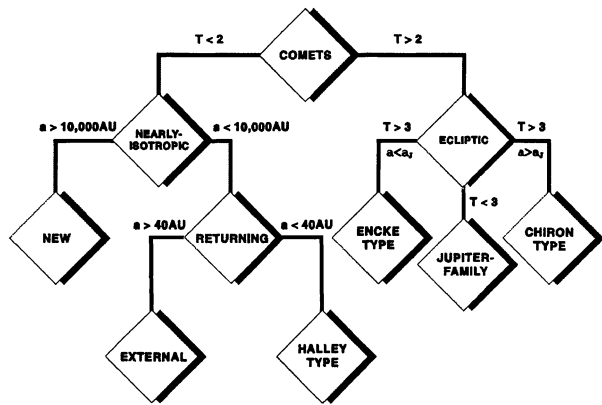 T < 2
COMETS
T > 2
a > 10,000AU
NEARLY-
ISOTROPIC
a < 10,000AU
T > 3
a<aJ
ECLIPTIC
T > 3
a>aJ
T < 3
NEW
a > 40AU
RETURNING
a < 40AU
ENCKE
TYPE
JUPITER-
FAMILY
CHIRON
TYPE
EXTERNAL
HALLEY
TYPE